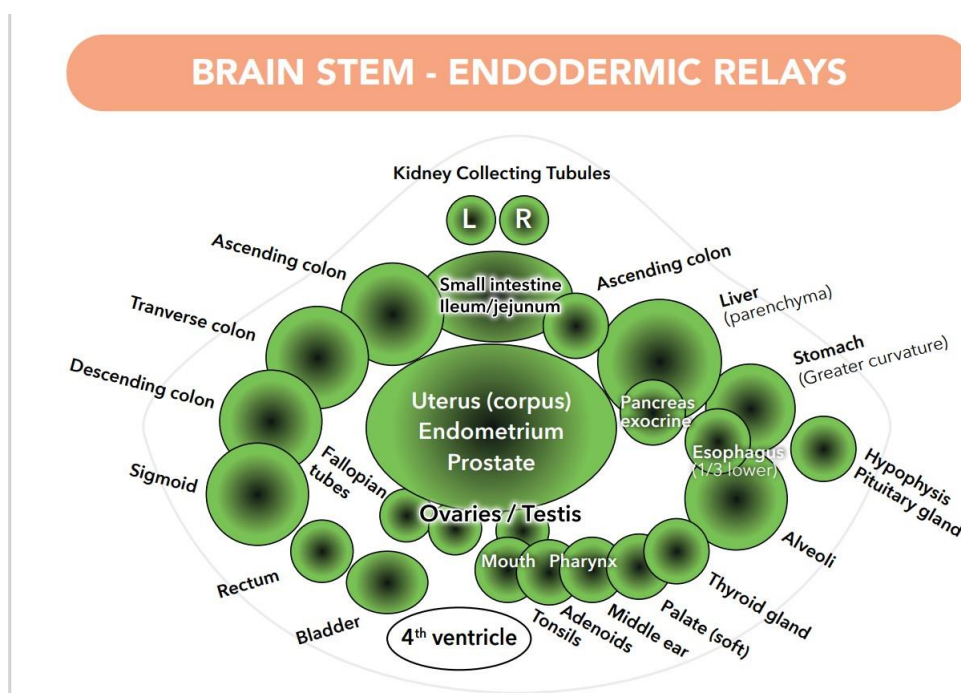 BRAIN STEM - ENDODERMIC RELAYS
Kidney Collecting Tubules
L R
Ascending colon
Small intestine
Ileum/jejunum
Ascending colon
Liver
(parenchyma)
Tranverse colon
Stomach
(Greater curvature)
Descending colon
Uterus (corpus)
Endometrium
Prostate
Pancreas
exocrine
Esophagus
(1/3 lower)
Hypophysis
Pituitary gland
Sigmoid
Fallopian
tubes
Ovaries / Testis
Alveoli
Rectum
Mouth
Pharynx
Thyroid gland
Bladder
4th ventricle
Tonsils
Adenoids
Middle ear
Palate (soft)